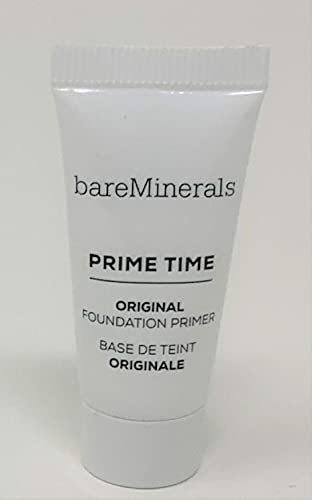 bareMinerals
PRIME TIME
ORIGINAL
FOUNDATION PRIMER
BASE DE TEINT
ORIGINALE